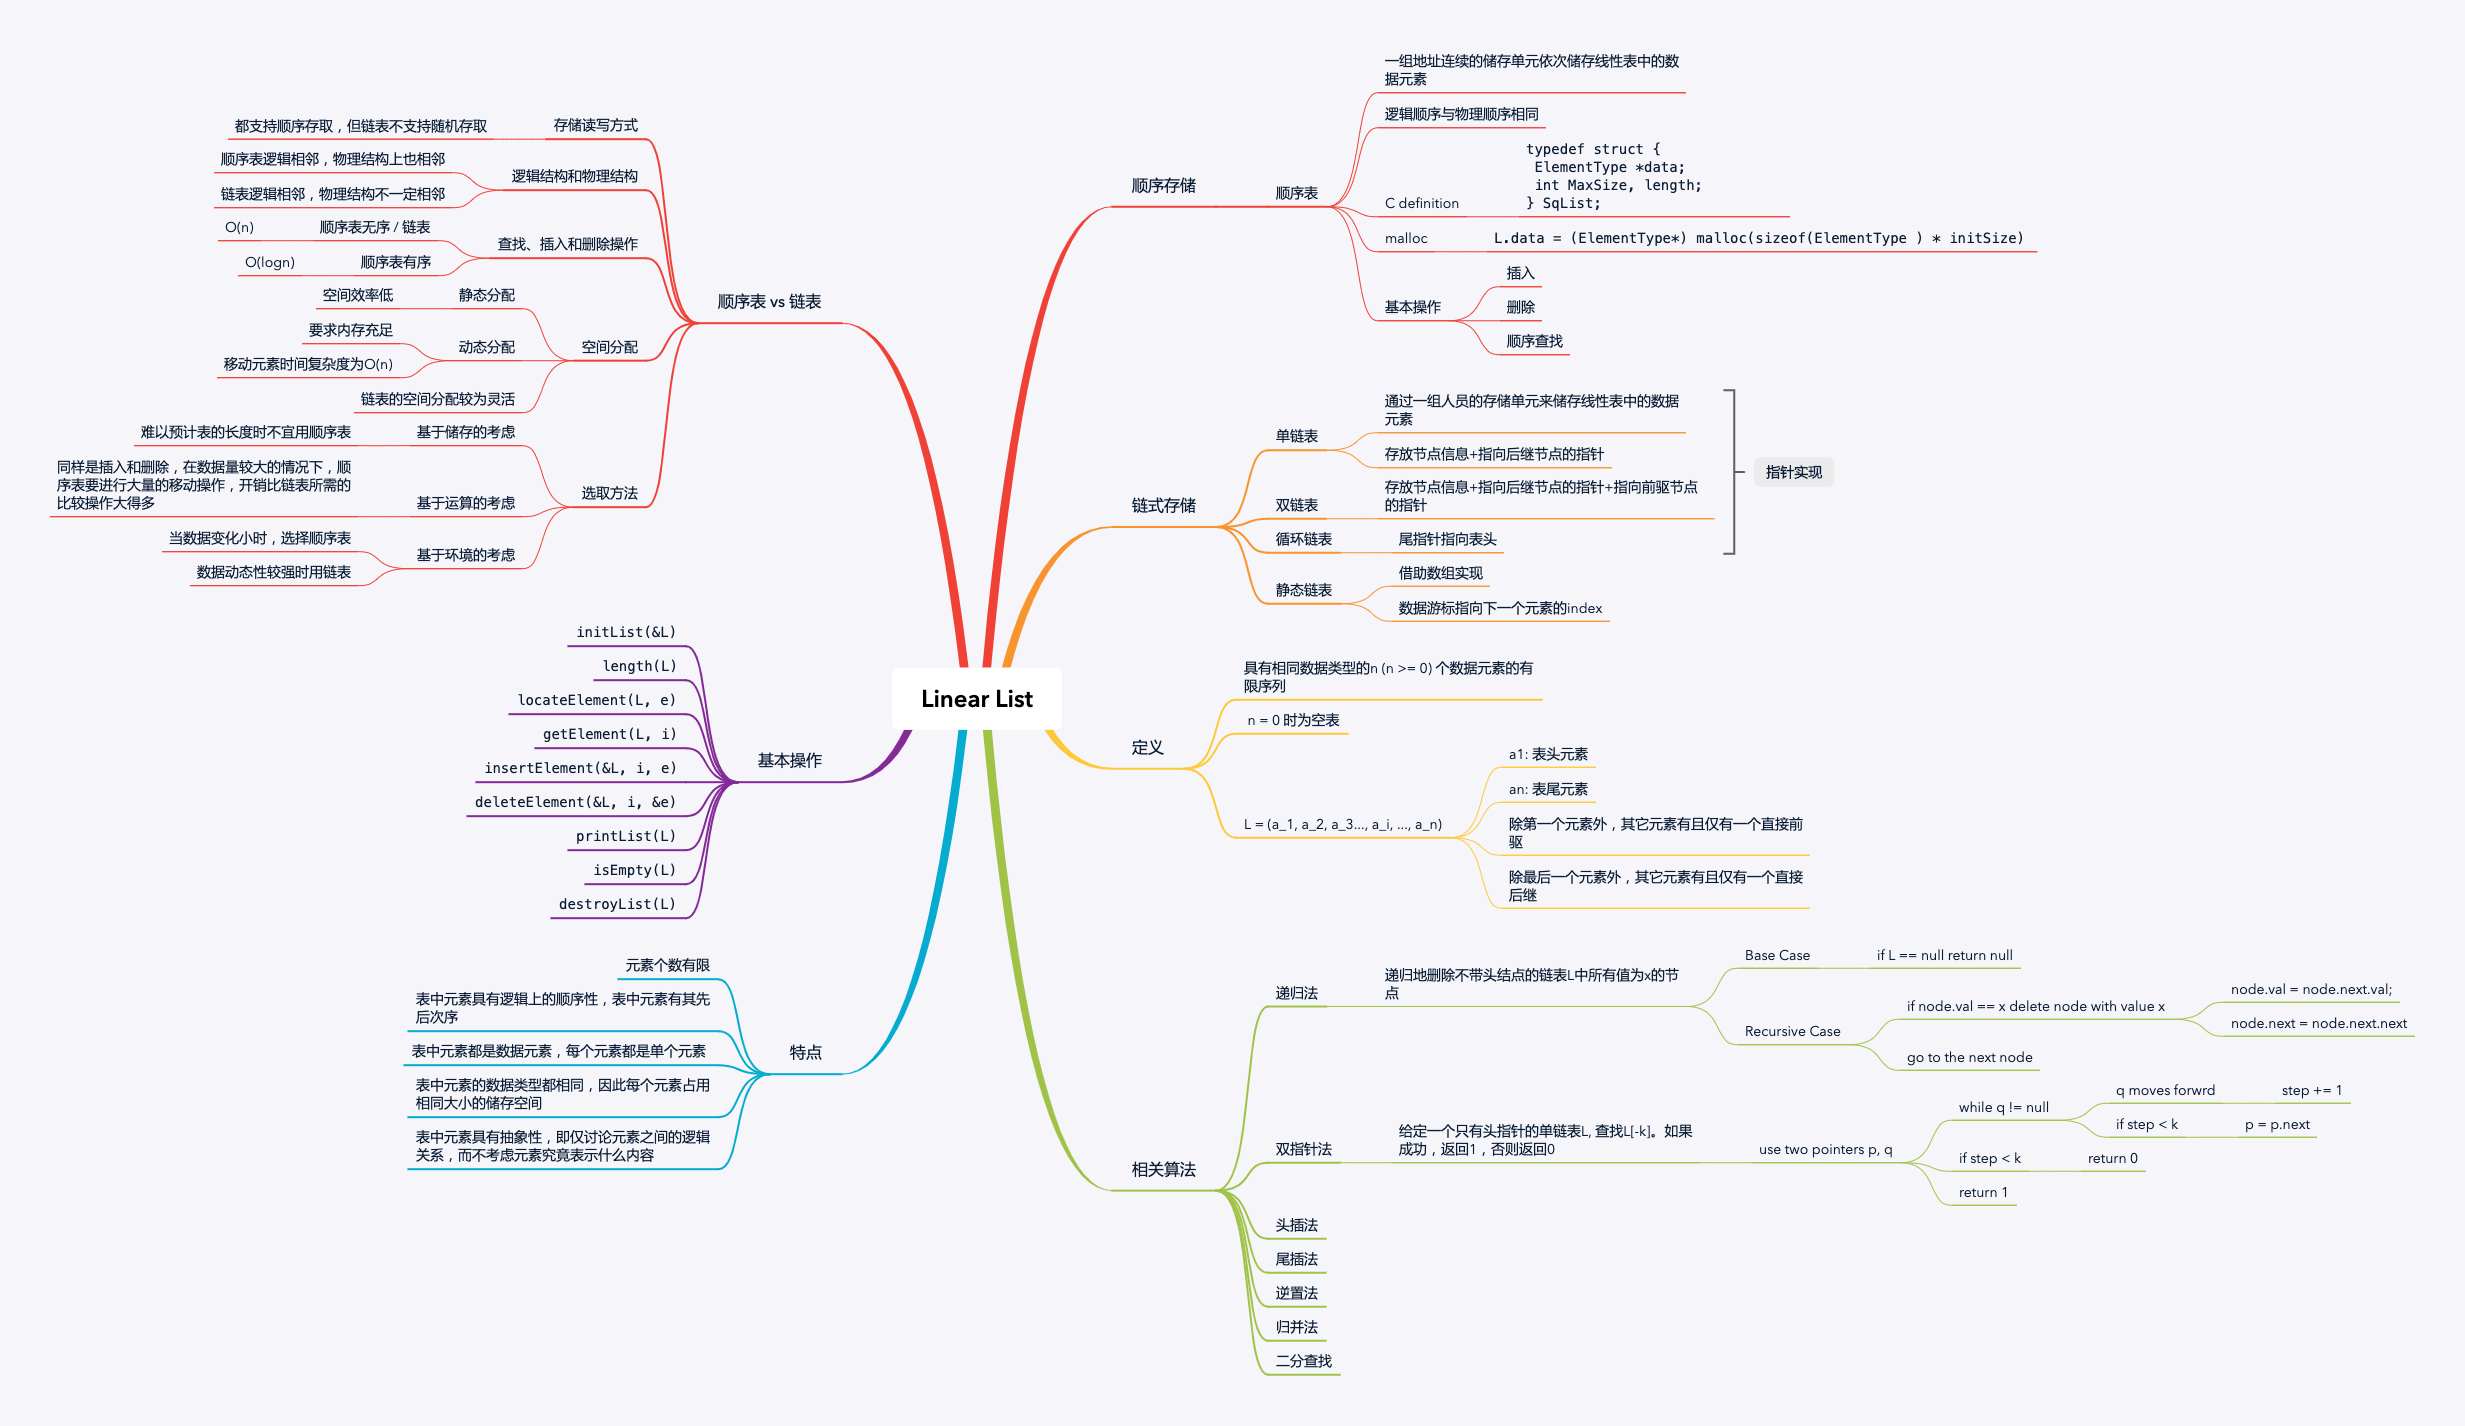 Linear List
顺序存储
顺序表
一组地址连续的储存单元依次储存线性表中的数
据元素
逻辑顺序与物理顺序相同
C definition
typedef struct {
ElementType *data;
int MaxSize, length;
} SqList;
malloc
L.data = (ElementType*) malloc(sizeof(ElementType ) * initSize)
基本操作
插入
删除
顺序查找
链式存储
单链表
通过一组人员的存储单元来储存线性表中的数据
元素
存放节点信息+指向后继节点的指针
双链表
存放节点信息+指向后继节点的指针+指向前驱节点
的指针
循环链表
尾指针指向表头
静态链表
借助数组实现
数据游标指向下一个元素的index
指针实现
定义
具有相同数据类型的n (n >= 0) 个数据元素的有
限序列
n = 0 时为空表
L = (a_1, a_2, a_3..., a_i, ..., a_n)
a1: 表头元素
an: 表尾元素
除第一个元素外，其它元素有且仅有一个直接前
驱
除最后一个元素外，其它元素有且仅有一个直接
后继
相关算法
递归法
递归地删除不带头结点的链表L中所有值为x的节
点
Base Case
if L == null return null
Recursive Case
if node.val == x delete node with value x
node.val = node.next.val;
node.next = node.next.next
go to the next node
双指针法
给定一个只有头指针的单链表L, 查找L[-k]。如果
成功，返回1，否则返回0
use two pointers p, q
while q != null
q moves forwrd
step += 1
if step < k
p = p.next
if step < k
return 0
return 1
头插法
尾插法
逆置法
归并法
二分查找
顺序表 vs 链表
存储读写方式
都支持顺序存取，但链表不支持随机存取
逻辑结构和物理结构
顺序表逻辑相邻，物理结构上也相邻
链表逻辑相邻，物理结构不一定相邻
查找、插入和删除操作
顺序表无序 / 链表
O(n)
顺序表有序
O(logn)
空间分配
静态分配
空间效率低
动态分配
要求内存充足
移动元素时间复杂度为O(n)
链表的空间分配较为灵活
选取方法
基于储存的考虑
难以预计表的长度时不宜用顺序表
基于运算的考虑
同样是插入和删除，在数据量较大的情况下，顺
序表要进行大量的移动操作，开销比链表所需的
比较操作大得多
基于环境的考虑
当数据变化小时，选择顺序表
数据动态性较强时用链表
基本操作
initList(&L)
length(L)
locateElement(L, e)
getElement(L, i)
insertElement(&L, i, e)
deleteElement(&L, i, &e)
printList(L)
isEmpty(L)
destroyList(L)
特点
元素个数有限
表中元素具有逻辑上的顺序性，表中元素有其先
后次序
表中元素都是数据元素，每个元素都是单个元素
表中元素的数据类型都相同，因此每个元素占用
相同大小的储存空间
表中元素具有抽象性，即仅讨论元素之间的逻辑
关系，而不考虑元素究竟表示什么内容